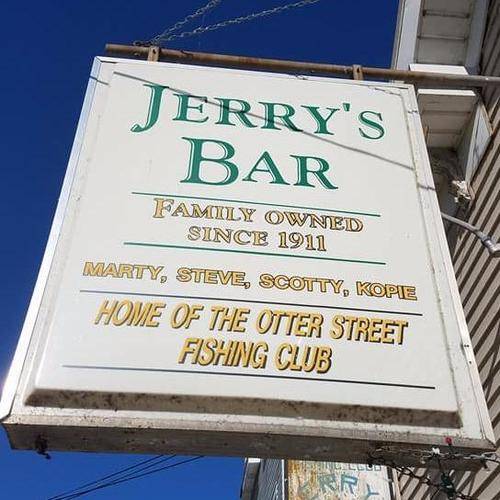 JERRY'S
BAR
FAMILY OWNED
SINCE 1911
MARTY, STEVE, SCOTTY, KOPIE
HOME OF THE OTTER STREET
FISHING CLUB